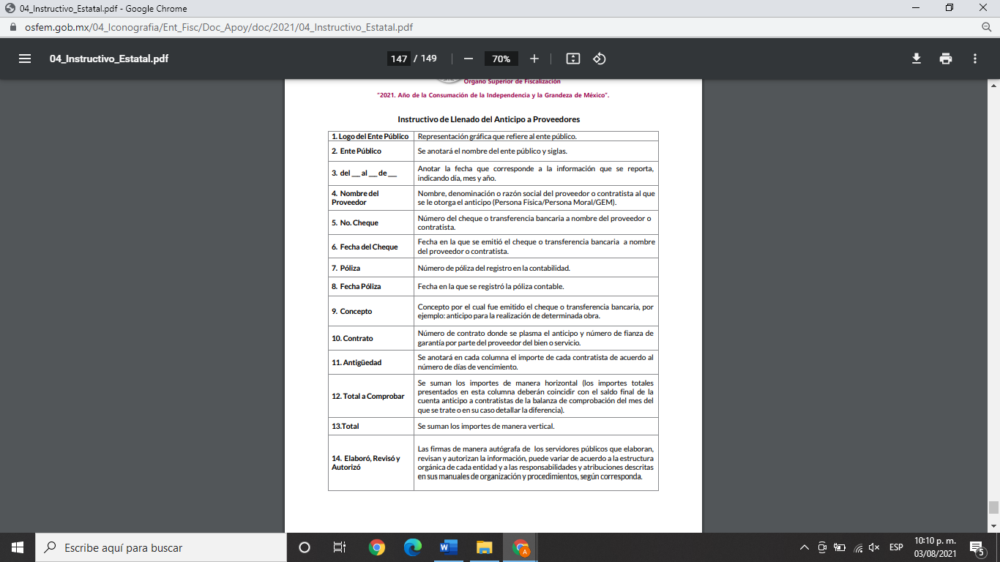 04_Instructivo_Estatal.pdf - Google Chrome
osfem.gob.mx/04_Iconografia/Ent_Fisc/Doc_Apoy/doc/2021/04_Instructivo_Estatal.pdf
04_Instructivo_Estatal.pdf
147 / 149
70%
Órgano Superior de Fiscalización
“2021. Año de la Consumación de la Independencia y la Grandeza de México”.
Instructivo de Llenado del Anticipo a Proveedores
1. Logo del Ente Público
Representación gráfica que refiere al ente público.
2. Ente Público
Se anotará el nombre del ente público y siglas.
3. del ___ al ___ de ___
Anotar la fecha que corresponde a la información que se reporta,
indicando día, mes y año.
4. Nombre del
Proveedor
Nombre, denominación o razón social del proveedor o contratista al que
se le otorga el anticipo (Persona Física/Persona Moral/GEM).
5. No. Cheque
Número del cheque o transferencia bancaria a nombre del proveedor o
contratista.
6. Fecha del Cheque
Fecha en la que se emitió el cheque o transferencia bancaria a nombre
del proveedor o contratista.
7. Póliza
Número de póliza del registro en la contabilidad.
8. Fecha Póliza
Fecha en la que se registró la póliza contable.
9. Concepto
Concepto por el cual fue emitido el cheque o transferencia bancaria, por
ejemplo: anticipo para la realización de determinada obra.
10. Contrato
Número de contrato donde se plasma el anticipo y número de fianza de
garantía por parte del proveedor del bien o servicio.
11. Antigüedad
Se anotará en cada columna el importe de cada contratista de acuerdo al
número de días de vencimiento.
12. Total a Comprobar
Se suman los importes de manera horizontal (los importes totales
presentados en esta columna deberán coincidir con el saldo final de la
cuenta anticipo a contratistas de la balanza de comprobación del mes del
que se trate o en su caso detallar la diferencia).
13.Total
Se suman los importes de manera vertical.
14. Elaboró, Revisó y
Autorizó
Las firmas de manera autógrafa de los servidores públicos que elaboran,
revisan y autorizan la información, puede variar de acuerdo a la estructura
orgánica de cada entidad y a las responsabilidades y atribuciones descritas
en sus manuales de organización y procedimientos, según corresponda.
Escribe aquí para buscar
W
A
ESP
10:10 p. m.
03/08/2021
5